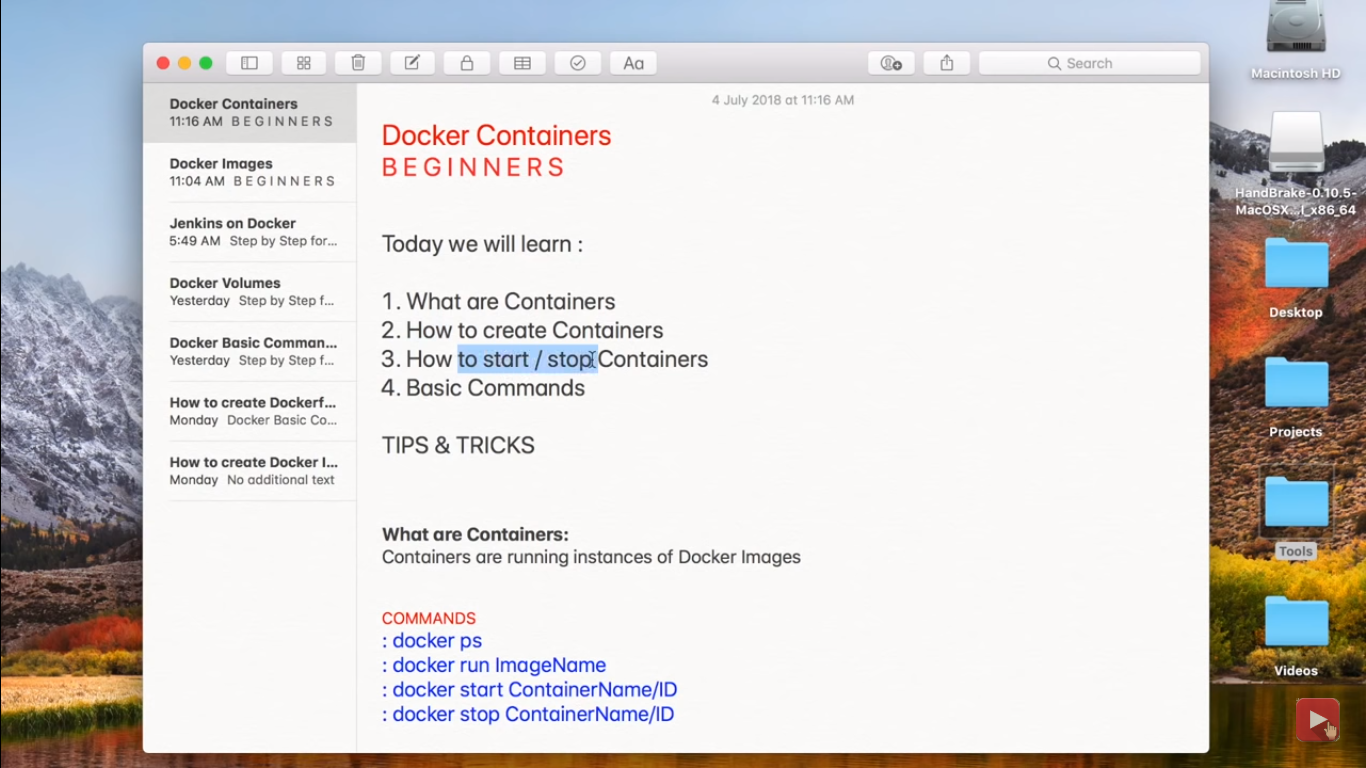 Aa
Search
Docker Containers
11:16 AM B E G I N N E R S
Docker Images
11:04 AM B E G I N N E R S
Jenkins on Docker
5:49 AM Step by Step for...
Docker Volumes
Yesterday Step by Step f...
Docker Basic Comman...
Yesterday Step by Step f...
How to create Dockerf...
Monday Docker Basic Co...
How to create Docker I...
Monday No additional text
4 July 2018 at 11:16 AM
Docker Containers
B E G I N N E R S
Today we will learn :
1. What are Containers
2. How to create Containers
3. How to start / stop Containers
4. Basic Commands
TIPS & TRICKS
What are Containers:
Containers are running instances of Docker Images
COMMANDS
: docker ps
: docker run ImageName
: docker start ContainerName/ID
: docker stop ContainerName/ID
Macintosh HD
HandBrake-0.10.5-
MacOSX...l_x86_64
Desktop
Projects
Tools
Videos